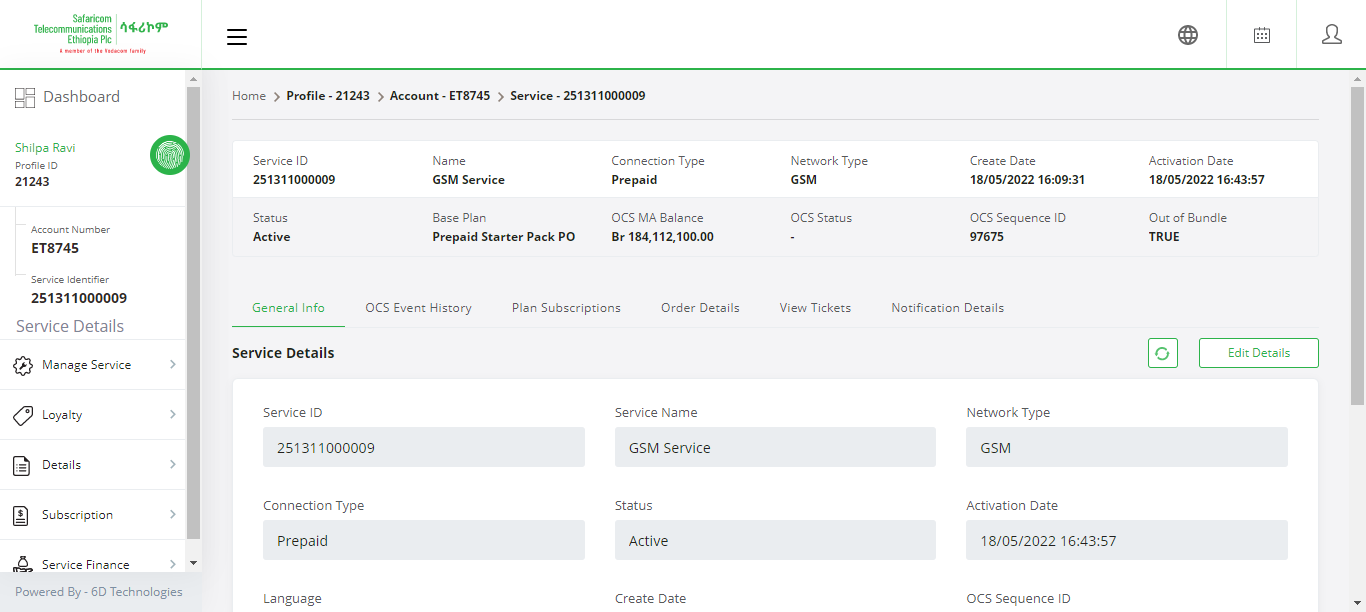 Safaricom
Telecommunications
Ethiopia Plc
ሳፋሪኮም
A member of the Vodacom family
Dashboard
Shilpa Ravi
Profile ID
21243
Account Number
ET8745
Service Identifier
251311000009
Service Details
Manage Service
Loyalty
Details
Subscription
Service Finance
Powered By - 6D Technologies
Home > Profile - 21243 > Account - ET8745 > Service - 251311000009
Service ID Name Connection Type Network Type Create Date Activation Date
251311000009 GSM Service Prepaid GSM 18/05/2022 16:09:31 18/05/2022 16:43:57
Status Base Plan OCS MA Balance OCS Status OCS Sequence ID Out of Bundle
Active Prepaid Starter Pack PO Br 184,112,100.00 - 97675 TRUE
General Info OCS Event History Plan Subscriptions Order Details View Tickets Notification Details
Service Details Edit Details
Service ID Service Name Network Type
251311000009 GSM Service GSM
Connection Type Status Activation Date
Prepaid Active 18/05/2022 16:43:57
Language Create Date OCS Sequence ID